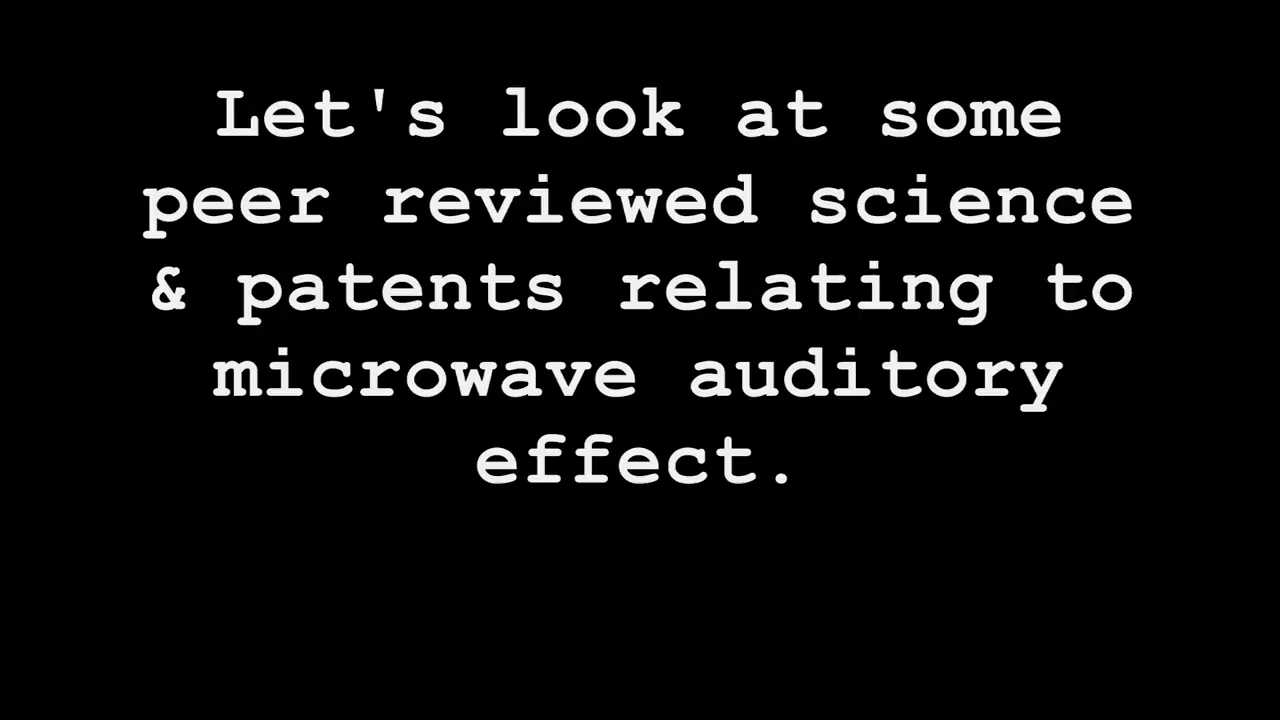 Let's look at some
peer reviewed science
& patents relating to
microwave auditory
effect.